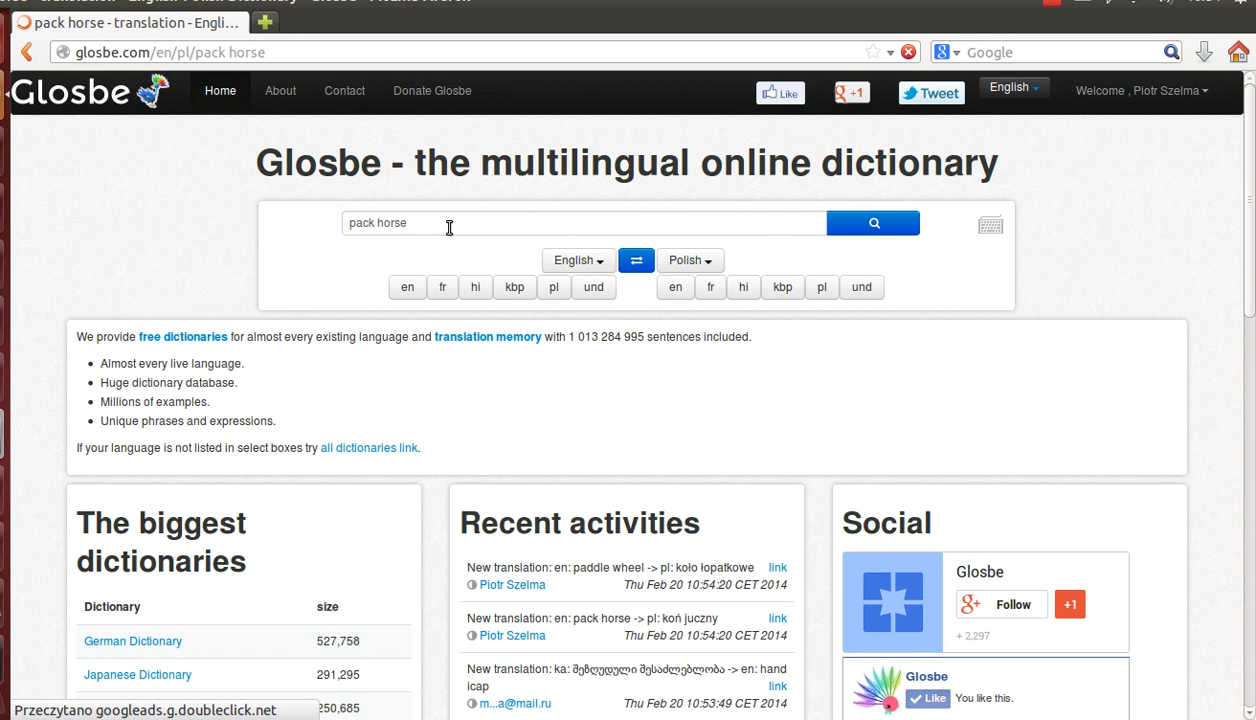 pack horse - translation - Engli...
glosbe.com/en/pl/pack horse
Google
Glosbe
Home
About
Contact
Donate Glosbe
Like
+1
Tweet
English
Welcome , Piotr Szelma
Glosbe - the multilingual online dictionary
pack horse
English
Polish
en fr hi kbp pl und
en fr hi kbp pl und
We provide free dictionaries for almost every existing language and translation memory with 1 013 284 995 sentences included.
Almost every live language.
Huge dictionary database.
Millions of examples.
Unique phrases and expressions.
If your language is not listed in select boxes try all dictionaries link.
The biggest
dictionaries
Dictionary size
German Dictionary 527,758
Japanese Dictionary 291,295
250,685
Recent activities
New translation: en: paddle wheel -> pl: koło łopatkowe link
Piotr Szelma Thu Feb 20 10:54:20 CET 2014
New translation: en: pack horse -> pl: koń juczny link
Piotr Szelma Thu Feb 20 10:54:20 CET 2014
New translation: ka: შეზღუდული შესაძლებლობა -> en: hand
icap link
m...a@mail.ru Thu Feb 20 10:53:49 CET 2014
Social
Glosbe
g+ Follow +1
+ 2,297
Glosbe
Like You like this.
Przeczytano googleads.g.doubleclick.net